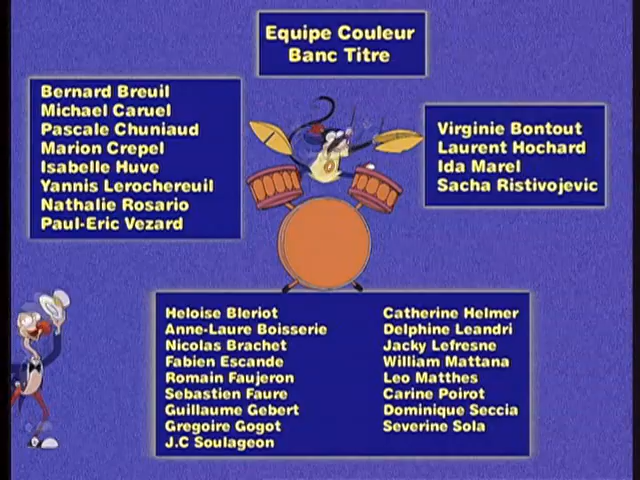 Equipe Couleur
Banc Titre
Bernard Breuil
Michael Caruel
Pascale Chuniaud
Marion Crepel
Isabelle Huve
Yannis Lerochereuil
Nathalie Rosario
Paul-Eric Vezard
Virginie Bontout
Laurent Hochard
Ida Marel
Sacha Ristivojevic
Heloise Bleriot
Anne-Laure Boisserie
Nicolas Brachet
Fabien Escande
Romain Faujeron
Sebastien Faure
Guillaume Gebert
Gregoire Gogot
J.C Soulageon
Catherine Helmer
Delphine Leandri
Jacky Lefresne
William Mattana
Leo Matthes
Carine Poirot
Dominique Seccia
Severine Sola